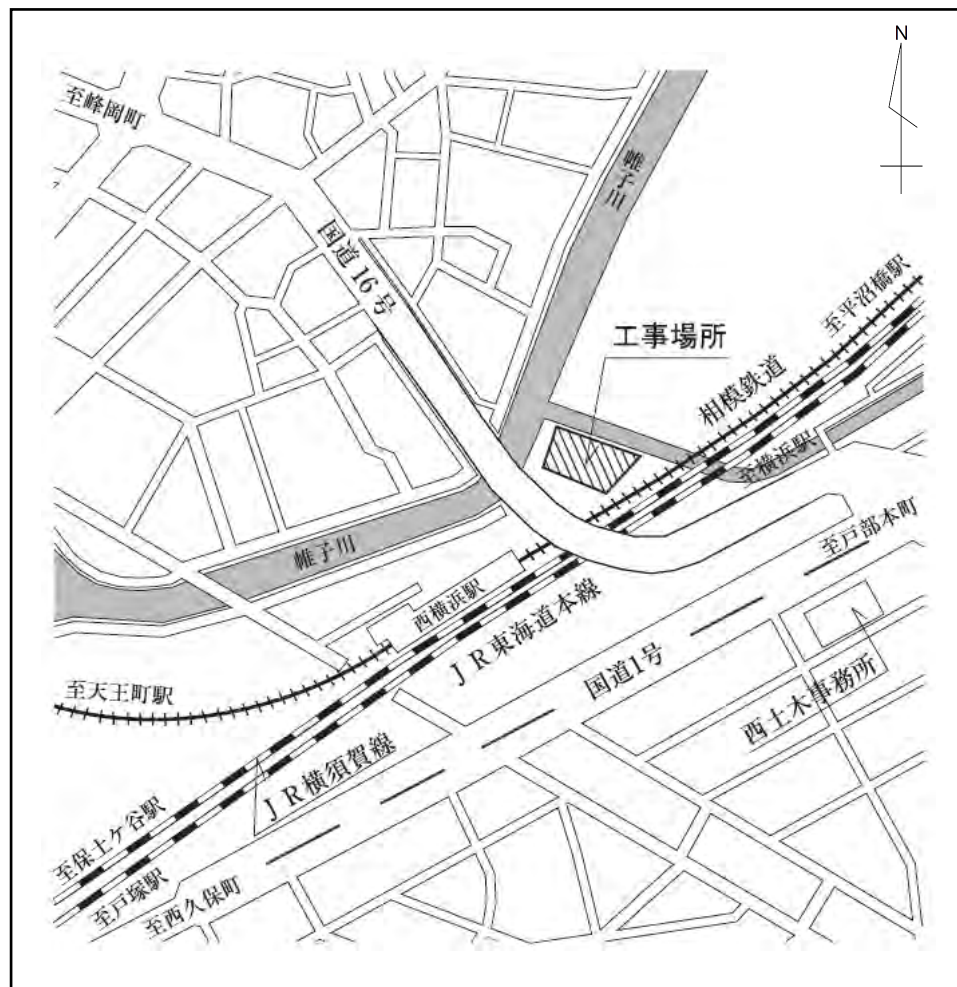 N
至峰岡町
帷子川
国道16号
至平沼橋駅
工事場所
相模鉄道
至横浜駅
帷子川
至戸部本町
西横浜駅
JR東海道本線
国道1号
至天王町駅
西土木事務所
JR横須賀線
至保土ケ谷駅
至戸塚駅
至西久保町